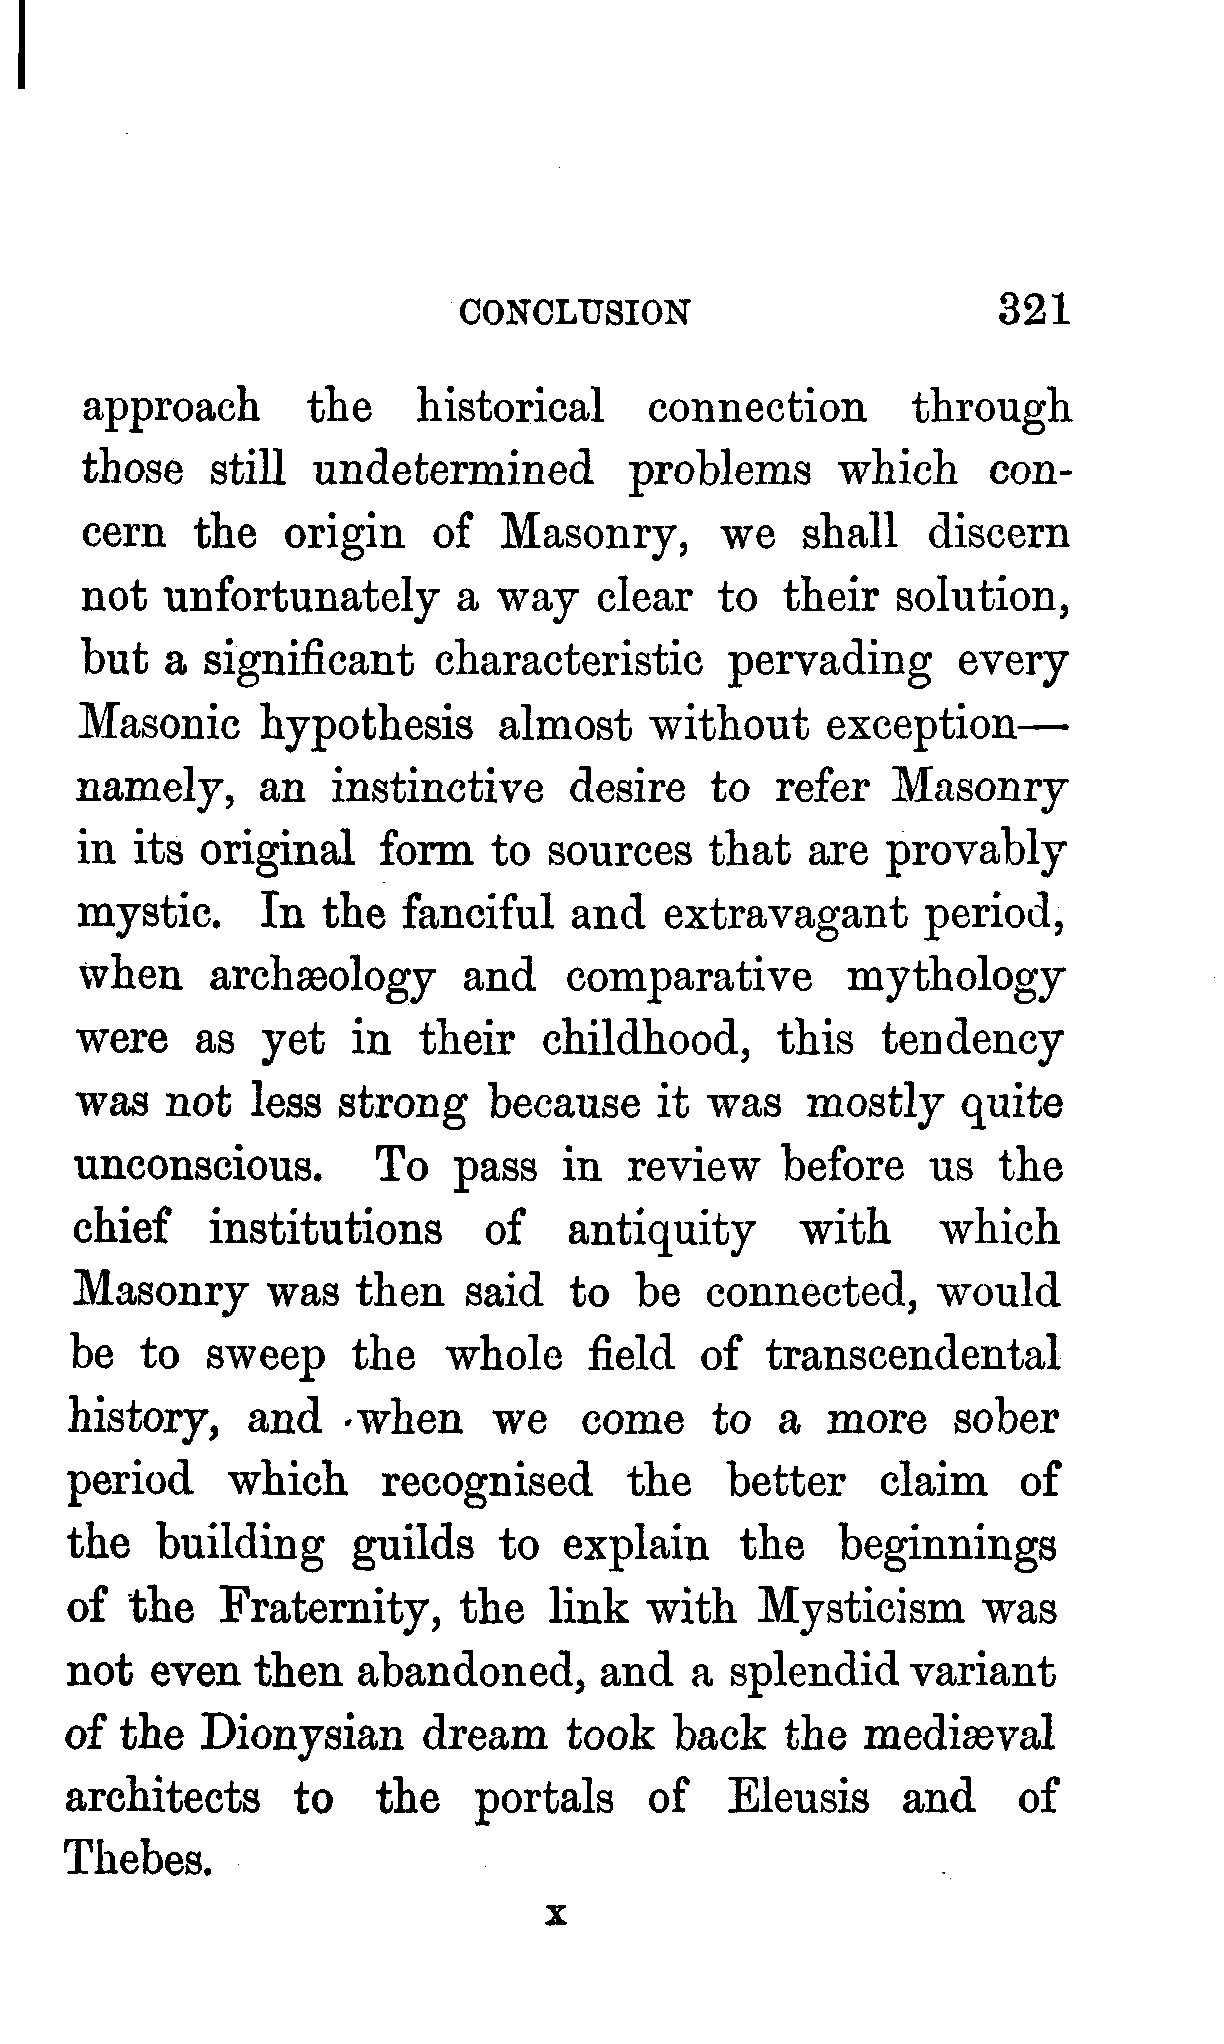 CONCLUSION 321
approach the historical connection through
those still undetermined problems which con-
cern the origin of Masonry, we shall discern
not unfortunately a way clear to their solution,
but a significant characteristic pervading every
Masonic hypothesis almost without exception—
namely, an instinctive desire to refer Masonry
in its original form to sources that are provably
mystic. In the fanciful and extravagant period,
when archæology and comparative mythology
were as yet in their childhood, this tendency
was not less strong because it was mostly quite
unconscious. To pass in review before us the
chief institutions of antiquity with which
Masonry was then said to be connected, would
be to sweep the whole field of transcendental
history, and when we come to a more sober
period which recognised the better claim of
the building guilds to explain the beginnings
of the Fraternity, the link with Mysticism was
not even then abandoned, and a splendid variant
of the Dionysian dream took back the mediæval
architects to the portals of Eleusis and of
Thebes.
X